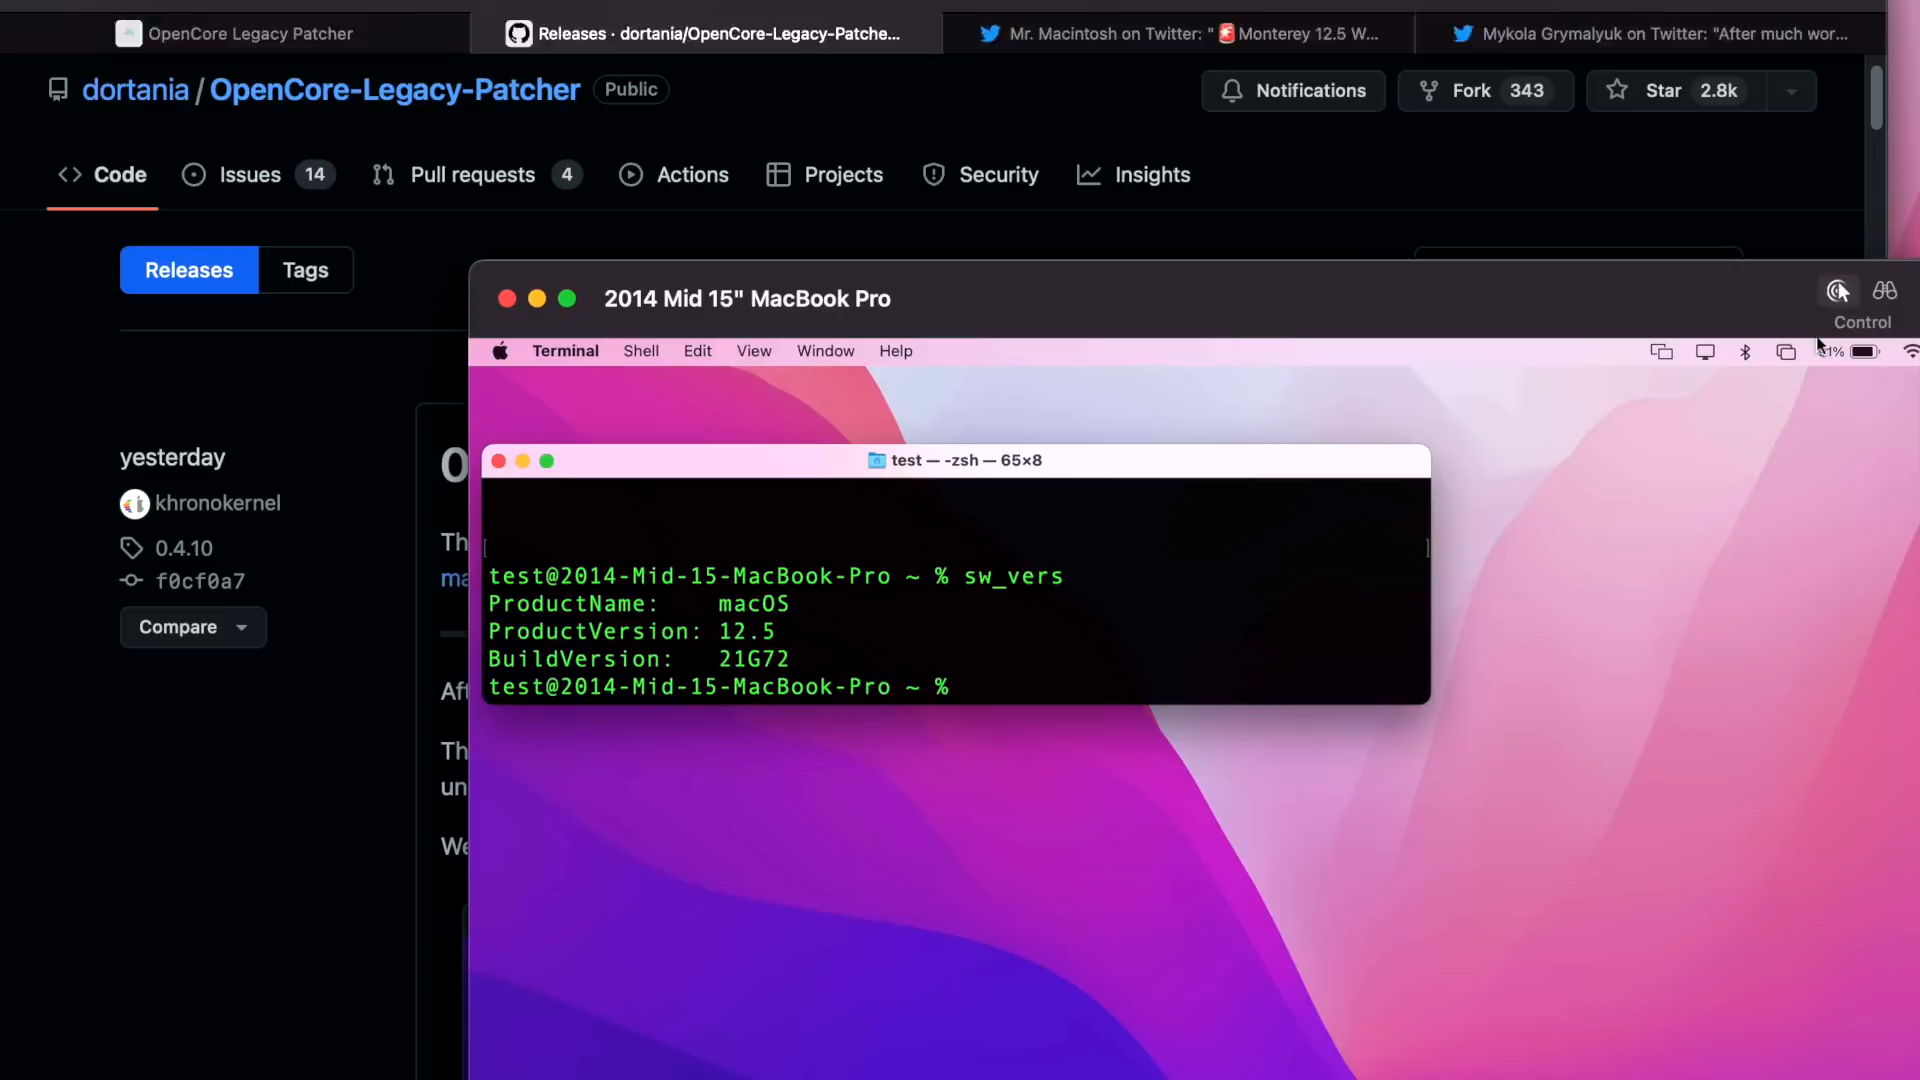 OpenCore Legacy Patcher
Releases · dortania/OpenCore-Legacy-Patche...
Mr. Macintosh on Twitter: "🚨Monterey 12.5 W...
Mykola Grymalyuk on Twitter: "After much wor...
dortania / OpenCore-Legacy-Patcher Public
Notifications
Fork 343
Star 2.8k
Code
Issues 14
Pull requests 4
Actions
Projects
Security
Insights
Releases
Tags
2014 Mid 15" MacBook Pro
Control
Terminal Shell Edit View Window Help
yesterday
khronokernel
0.4.10
f0cf0a7
Compare
test — -zsh — 65×8
test@2014-Mid-15-MacBook-Pro ~ % sw_vers
ProductName: macOS
ProductVersion: 12.5
BuildVersion: 21G72
test@2014-Mid-15-MacBook-Pro ~ %